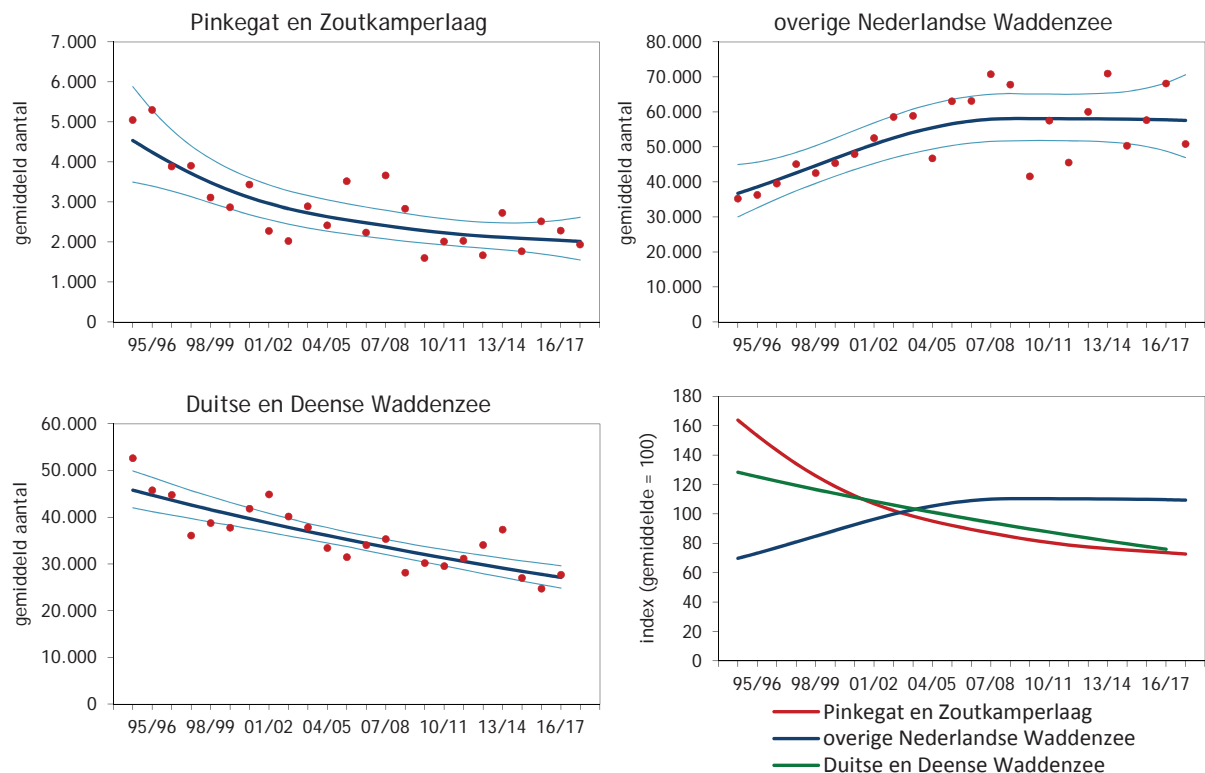 Pinkegat en Zoutkamperlaag
7.000
6.000
5.000
4.000
3.000
2.000
1.000
0
gemiddeld aantal
95/96 98/99 01/02 04/05 07/08 10/11 13/14 16/17
overige Nederlandse Waddenzee
80.000
70.000
60.000
50.000
40.000
30.000
20.000
10.000
0
gemiddeld aantal
95/96 98/99 01/02 04/05 07/08 10/11 13/14 16/17
Duitse en Deense Waddenzee
60.000
50.000
40.000
30.000
20.000
10.000
0
gemiddeld aantal
95/96 98/99 01/02 04/05 07/08 10/11 13/14 16/17
180
160
140
120
100
80
60
40
20
0
index (gemiddelde = 100)
95/96 98/99 01/02 04/05 07/08 10/11 13/14 16/17
Pinkegat en Zoutkamperlaag
overige Nederlandse Waddenzee
Duitse en Deense Waddenzee